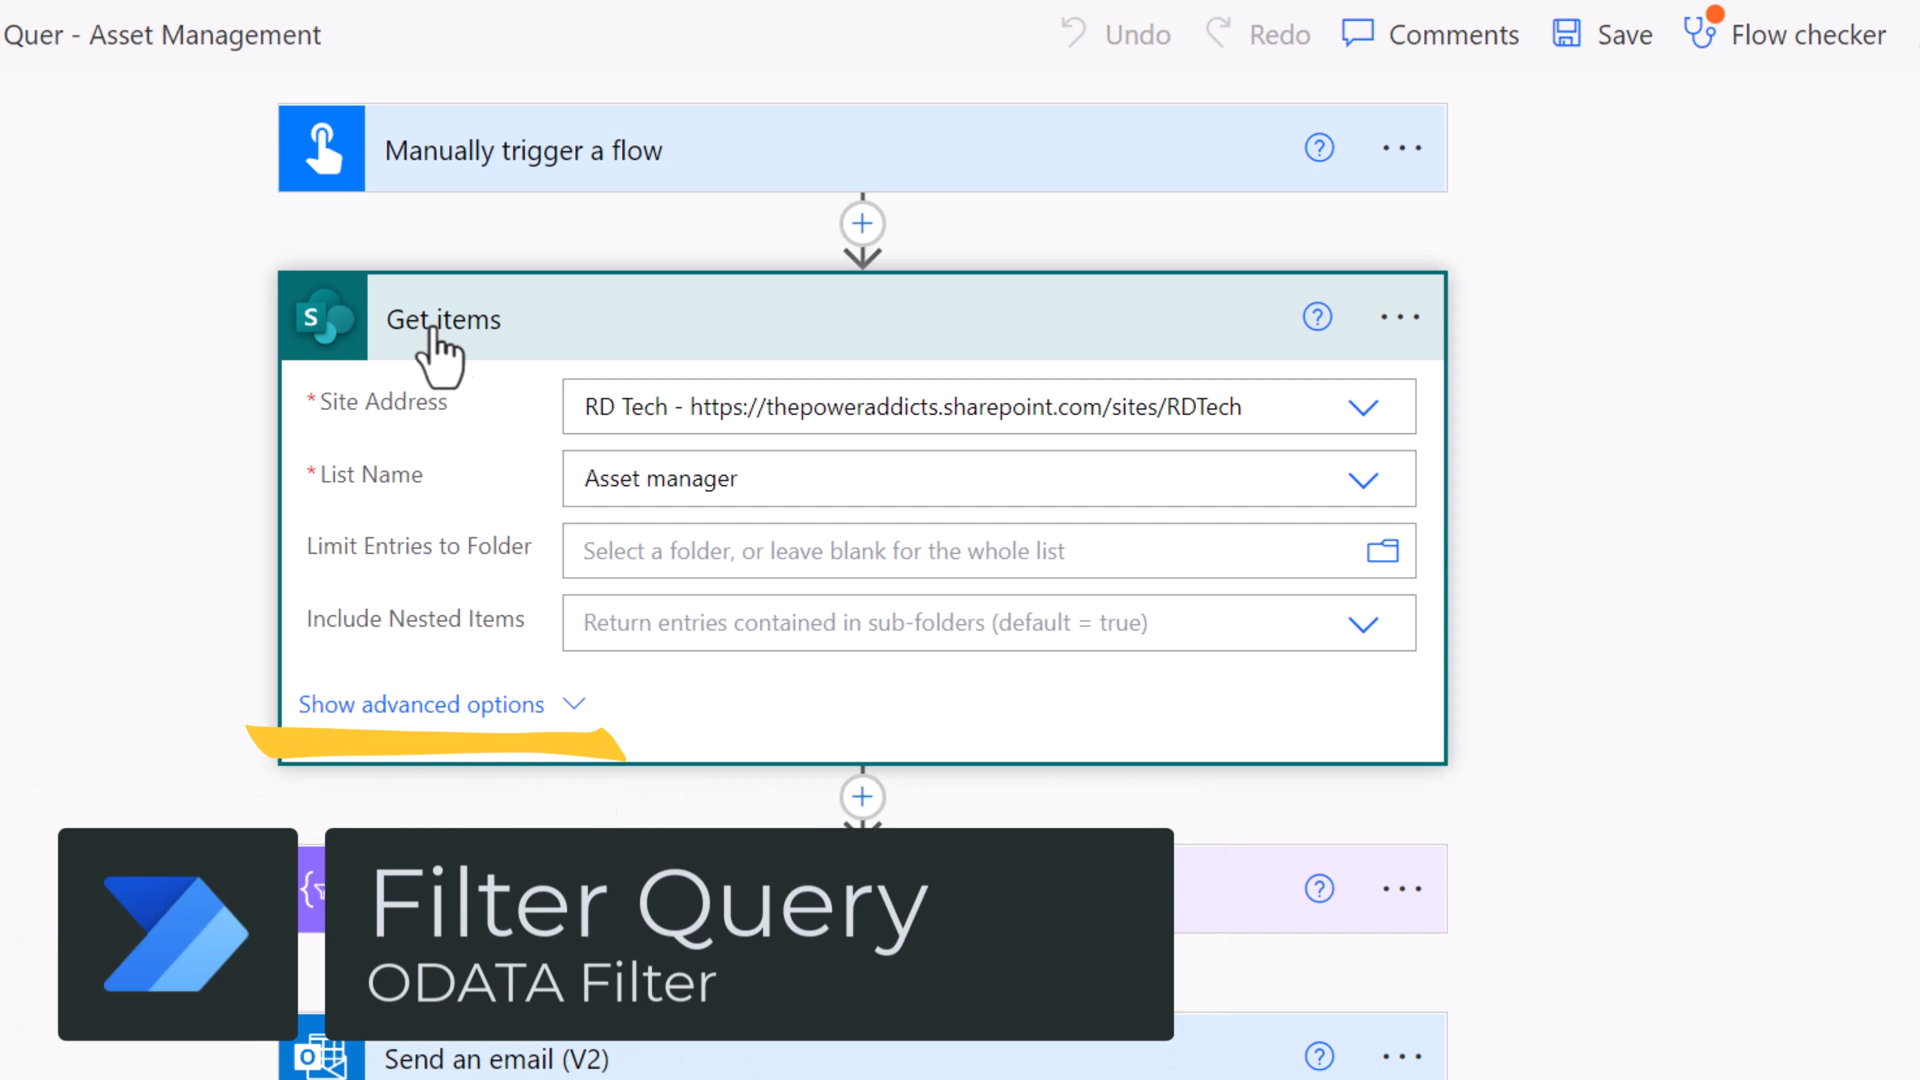 Quer - Asset Management
Undo
Redo
Comments
Save
Flow checker
Manually trigger a flow
?
S
Get items
?
* Site Address
RD Tech - https://thepoweraddicts.sharepoint.com/sites/RDTech
* List Name
Asset manager
Limit Entries to Folder
Select a folder, or leave blank for the whole list
Include Nested Items
Return entries contained in sub-folders (default = true)
Show advanced options
?
Filter Query
ODATA Filter
O
Send an email (V2)
?